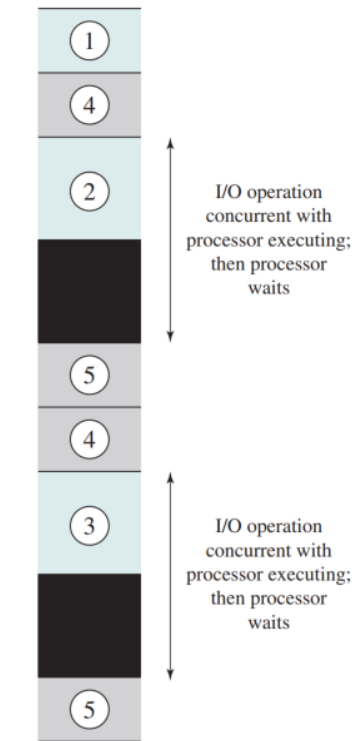 1
4
2
I/O operation
concurrent with
processor executing;
then processor
waits
5
4
3
I/O operation
concurrent with
processor executing;
then processor
waits
5